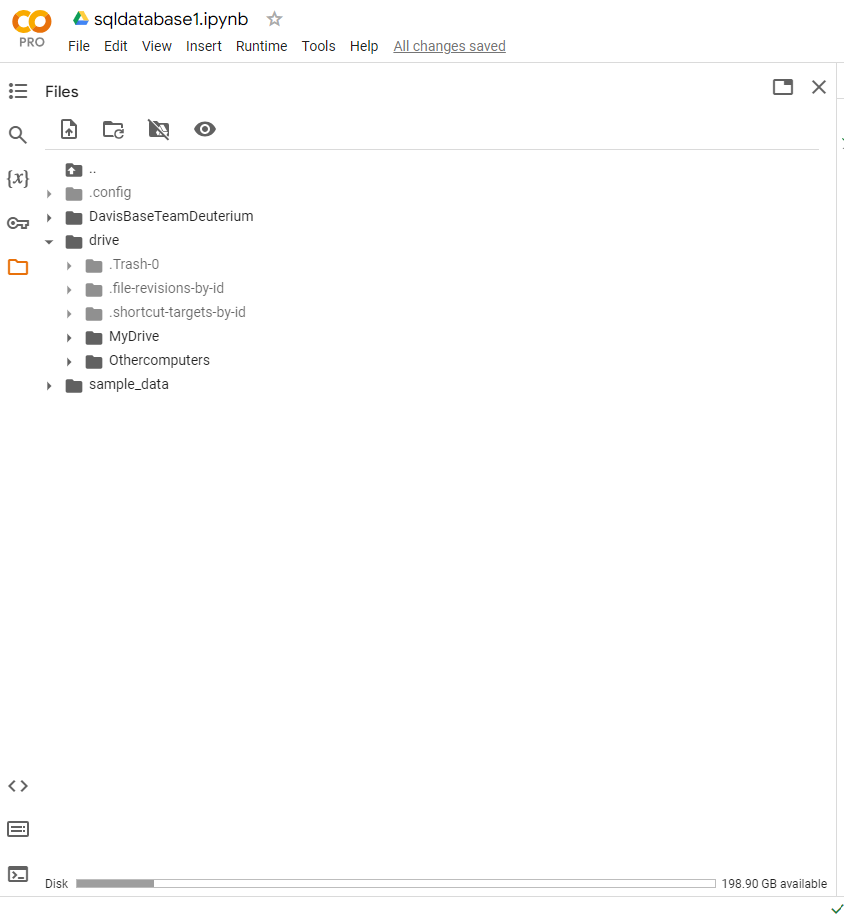 CO
PRO
sqldatabase1.ipynb
File Edit View Insert Runtime Tools Help All changes saved
Files
{x}
..
.config
DavisBaseTeamDeuterium
drive
.Trash-0
.file-revisions-by-id
.shortcut-targets-by-id
MyDrive
Othercomputers
sample_data
Disk 198.90 GB available